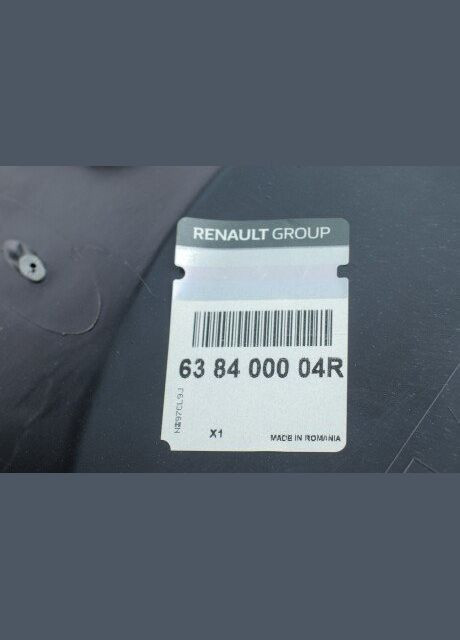 RENAULT GROUP
63 84 000 04R
X1
MADE IN ROMANIA